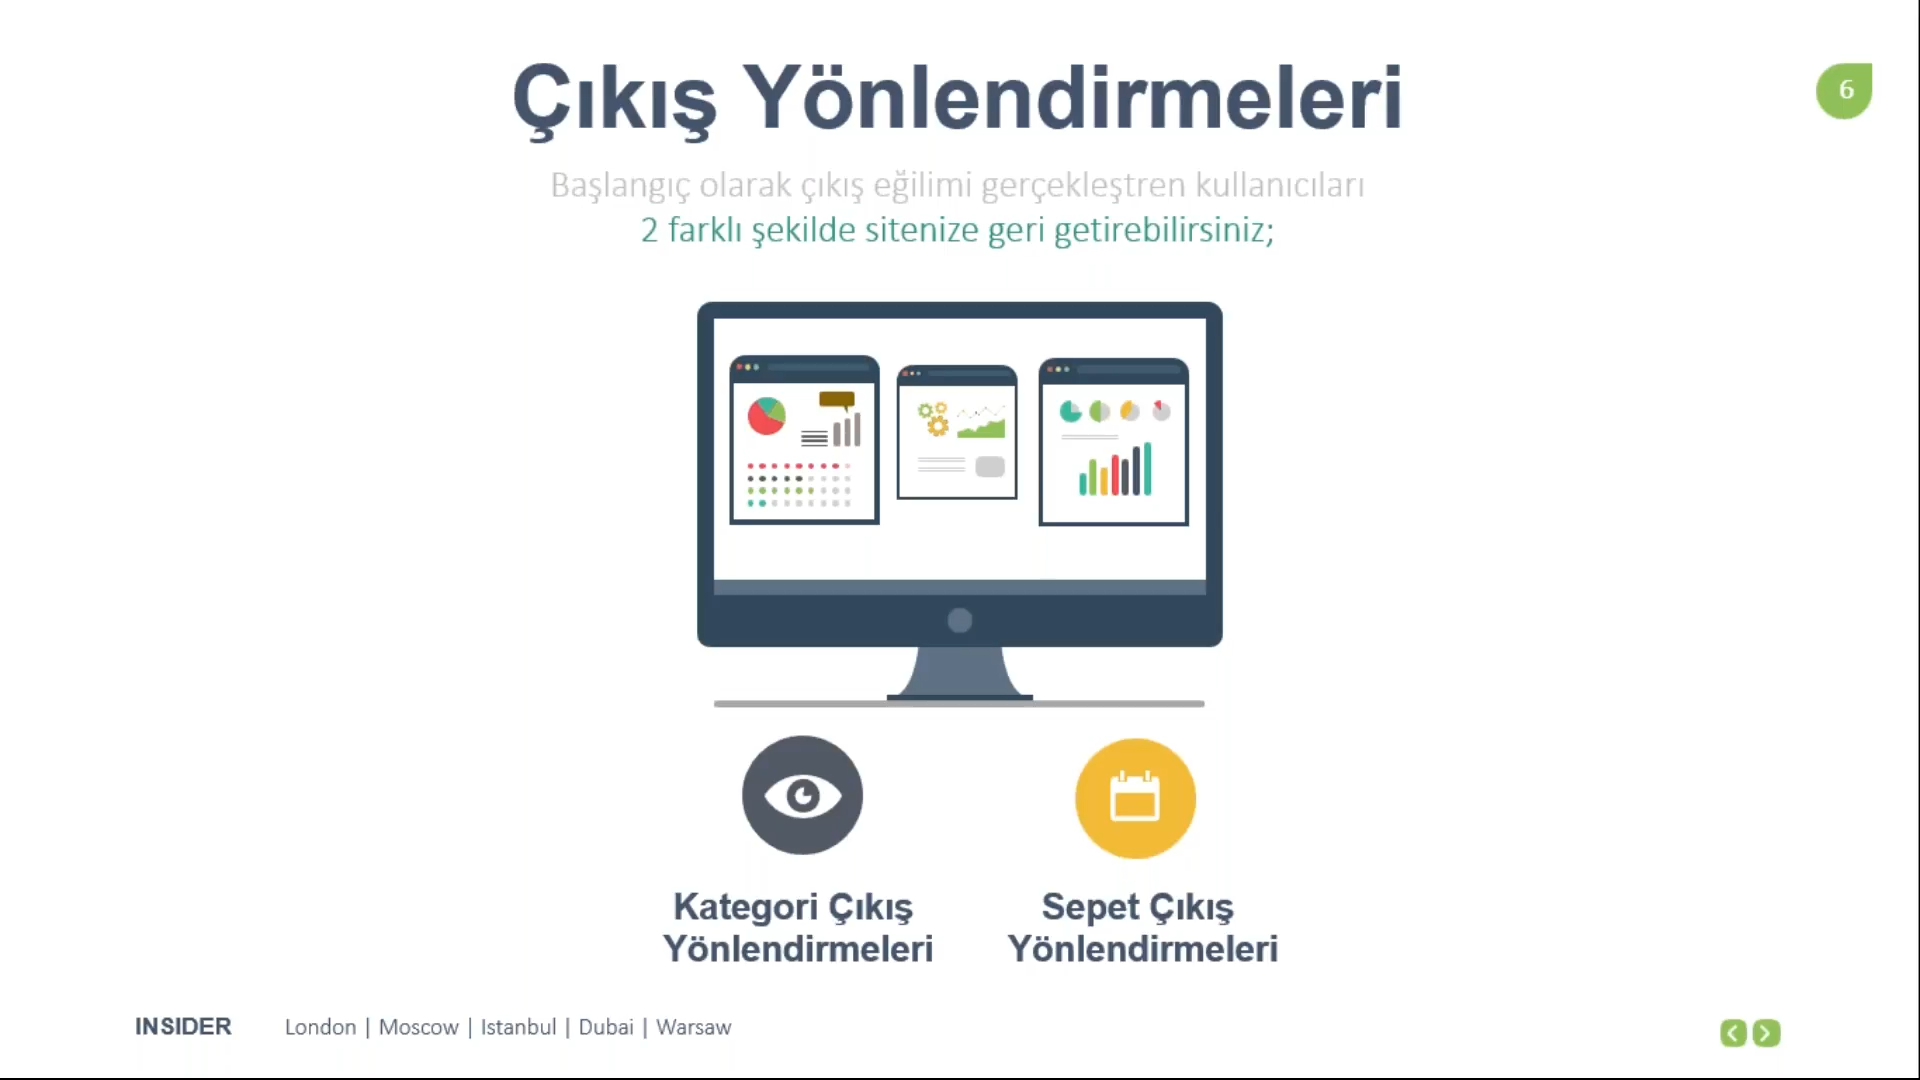 Çıkış Yönlendirmeleri
6
Başlangıç olarak çıkış eğilimi gerçekleştren kullanıcıları
2 farklı şekilde sitenize geri getirebilirsiniz;
Kategori Çıkış
Yönlendirmeleri
Sepet Çıkış
Yönlendirmeleri
INSIDER London | Moscow | Istanbul | Dubai | Warsaw